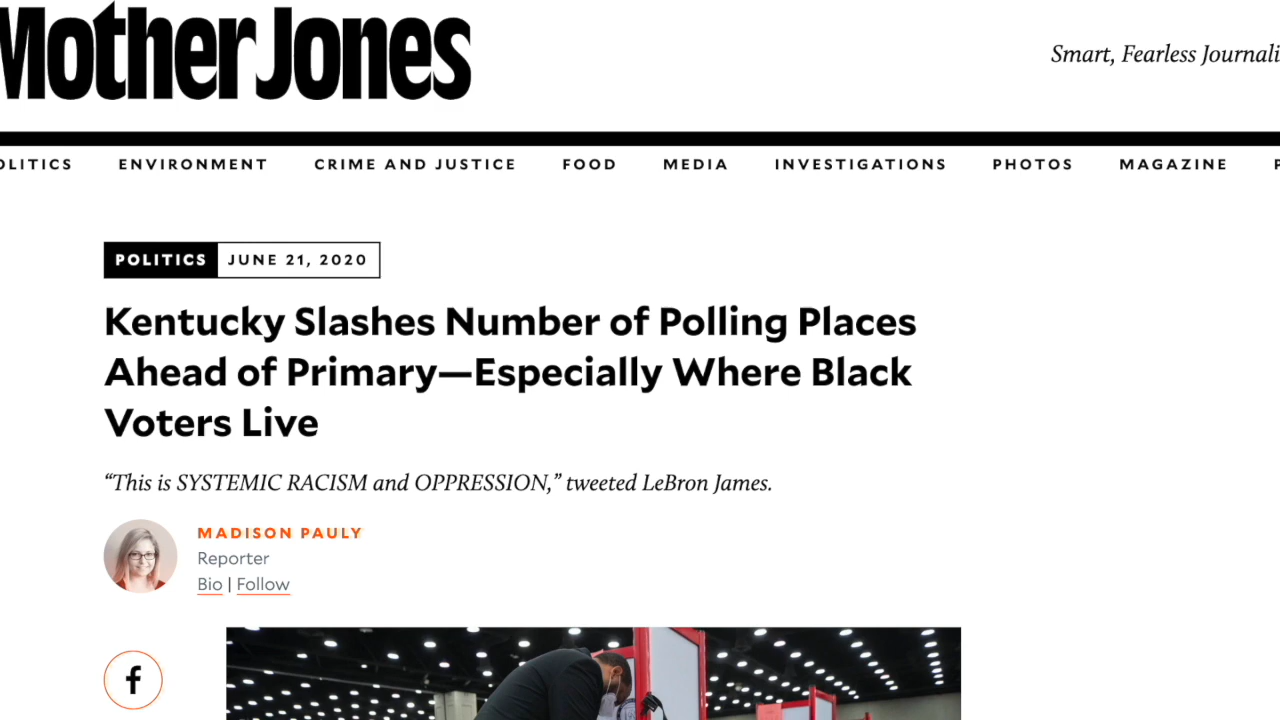 Mother Jones
Smart, Fearless Journali
OLITICS ENVIRONMENT CRIME AND JUSTICE FOOD MEDIA INVESTIGATIONS PHOTOS MAGAZINE P
POLITICS JUNE 21, 2020
Kentucky Slashes Number of Polling Places
Ahead of Primary—Especially Where Black
Voters Live
“This is SYSTEMIC RACISM and OPPRESSION,” tweeted LeBron James.
MADISON PAULY
Reporter
Bio | Follow